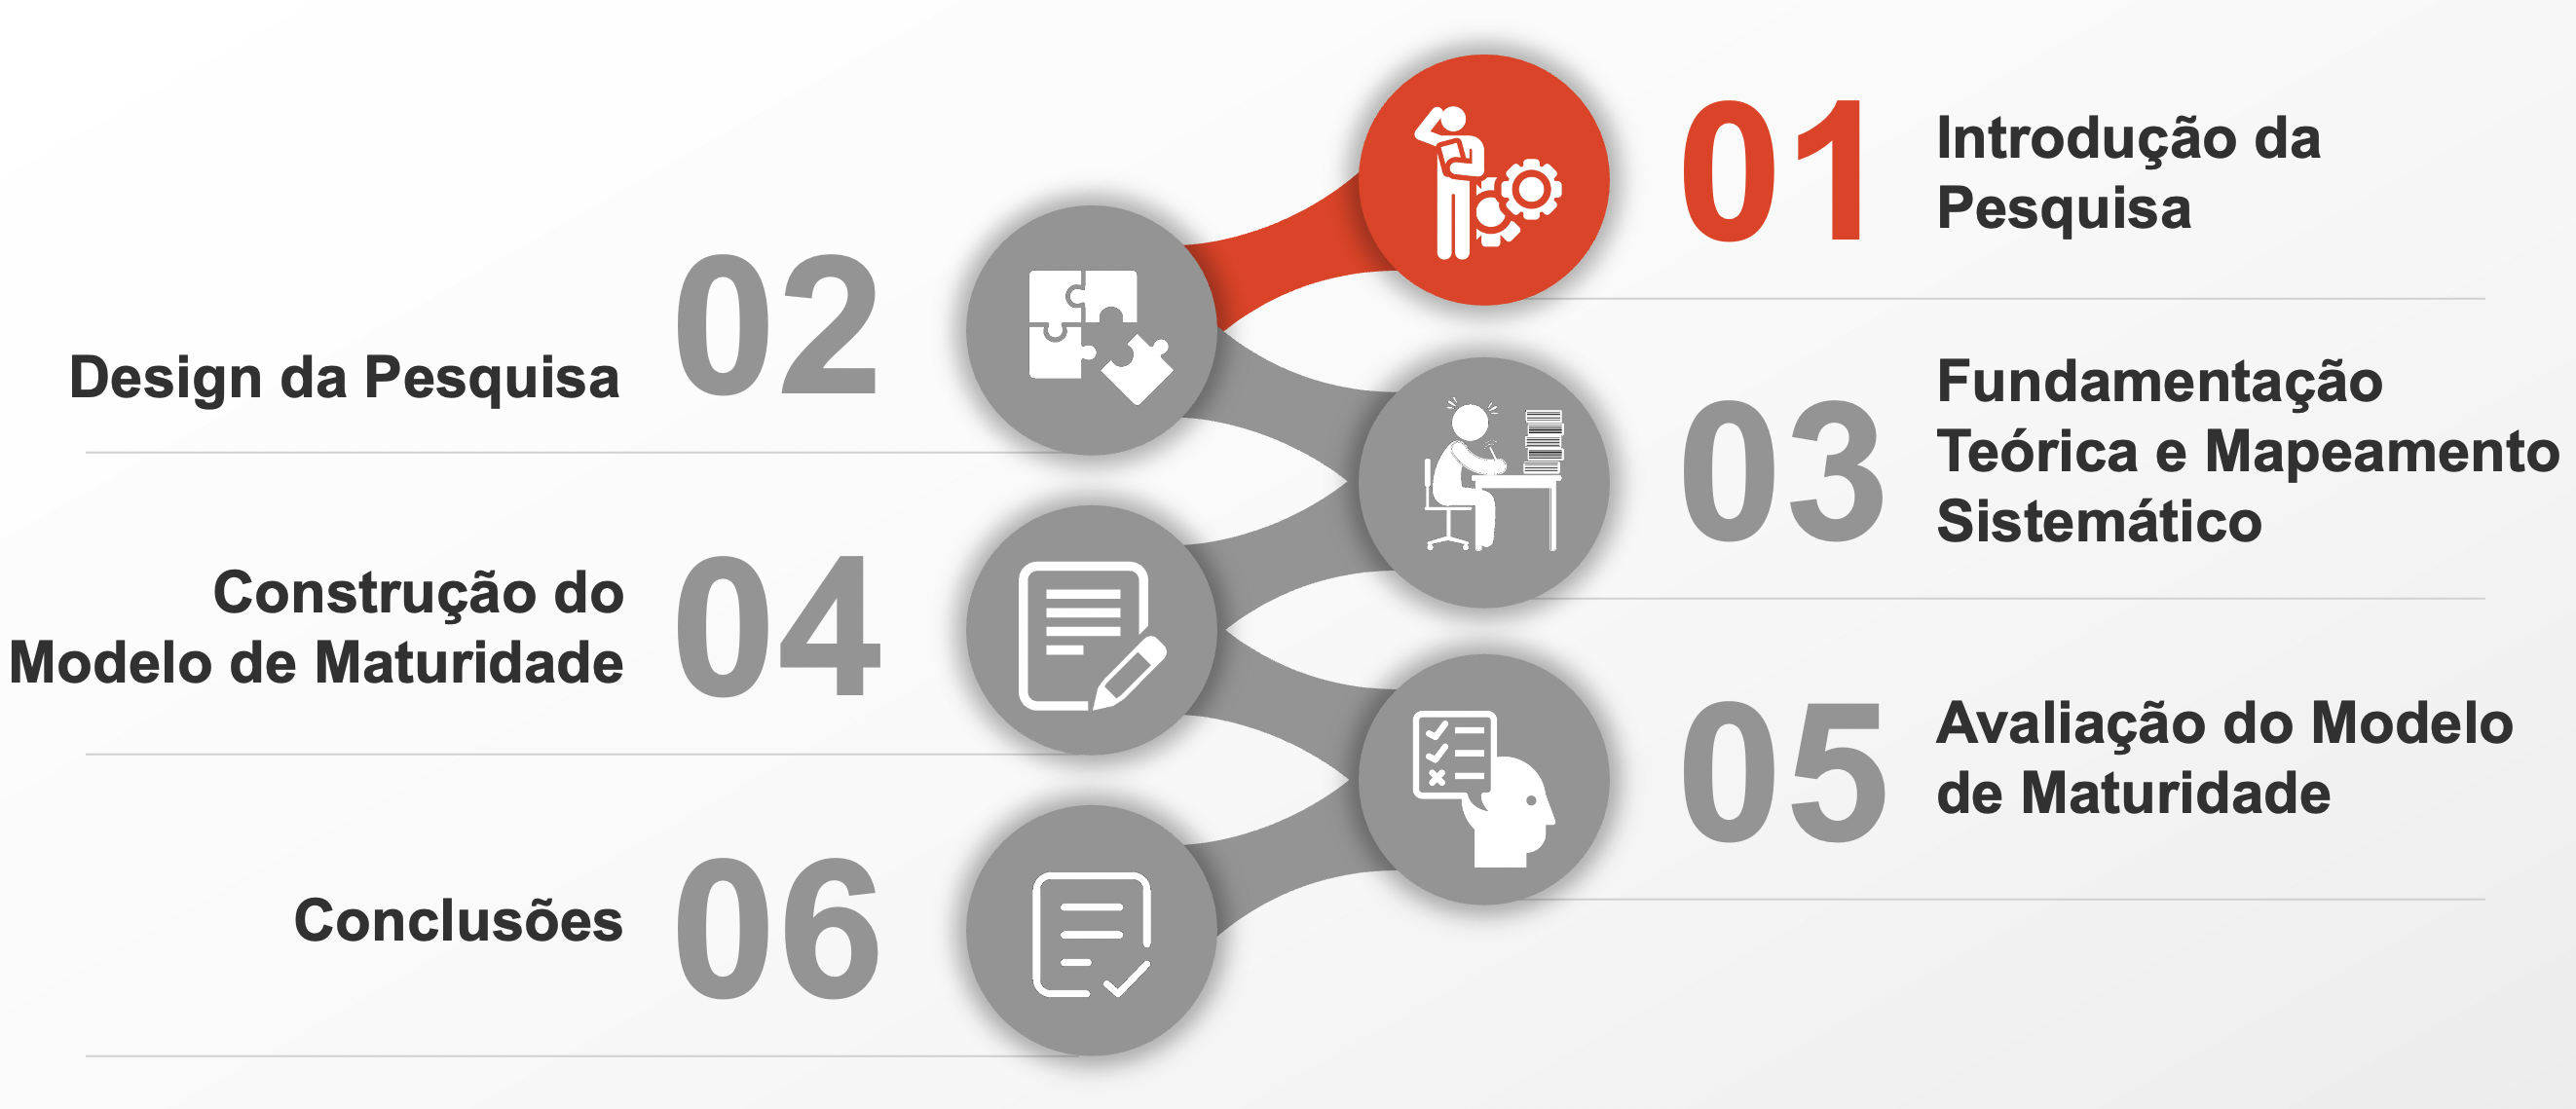 01
Introdução da
Pesquisa
02
Design da Pesquisa
03
Fundamentação
Teórica e Mapeamento
Sistemático
04
Construção do
Modelo de Maturidade
05
Avaliação do Modelo
de Maturidade
06
Conclusões